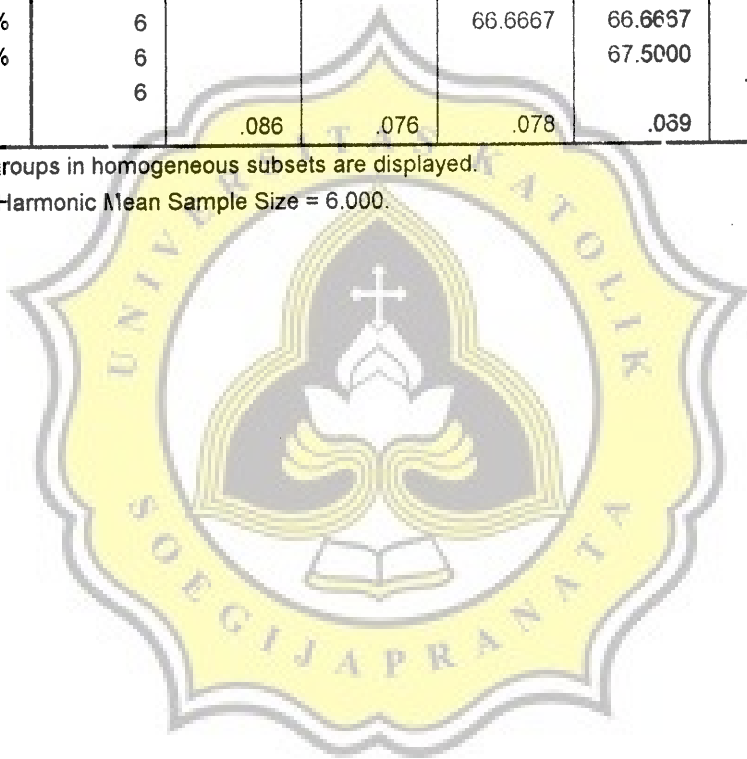 % 6 66.6667 66.6667
% 6 67.5000
6
.086 .076 .078 .069
roups in homogeneous subsets are displayed.
Harmonic Mean Sample Size = 6.000.
UNIVERSITAS KATOLIK
SOEGIJAPRANATA